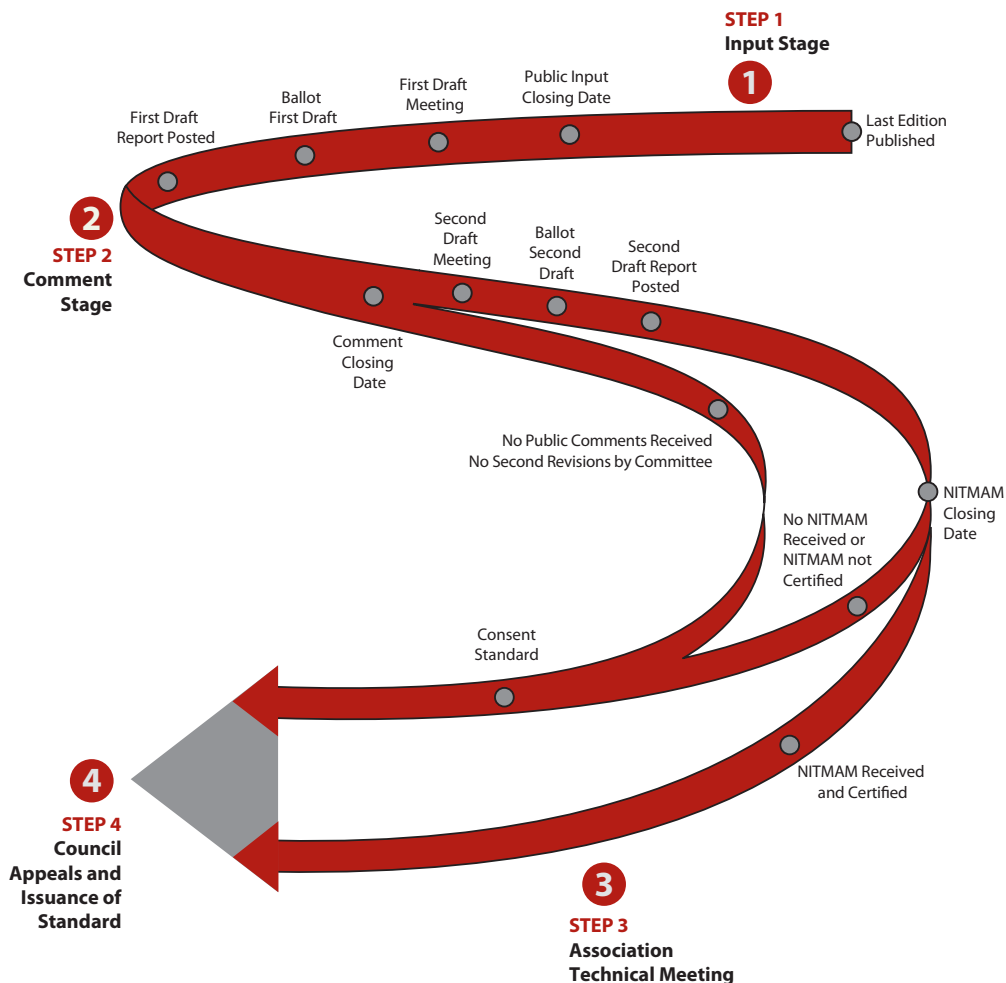 STEP 1
Input Stage
1
Public Input
Closing Date
First Draft
Meeting
Ballot
First Draft
First Draft
Report Posted
Last Edition
Published
2
STEP 2
Comment
Stage
Second
Draft
Meeting
Ballot
Second
Draft
Second
Draft Report
Posted
Comment
Closing
Date
No Public Comments Received
No Second Revisions by Committee
NITMAM
Closing
Date
No NITMAM
Received or
NITMAM not
Certified
Consent
Standard
NITMAM Received
and Certified
4
STEP 4
Council
Appeals and
Issuance of
Standard
3
STEP 3
Association
Technical Meeting